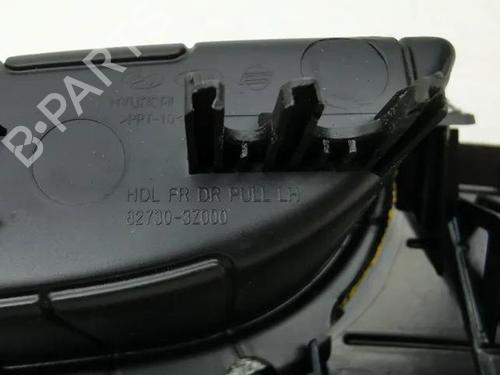 B-PARTS
HYUNDAI
HDL FR DR PULL LH
82730-3Z000